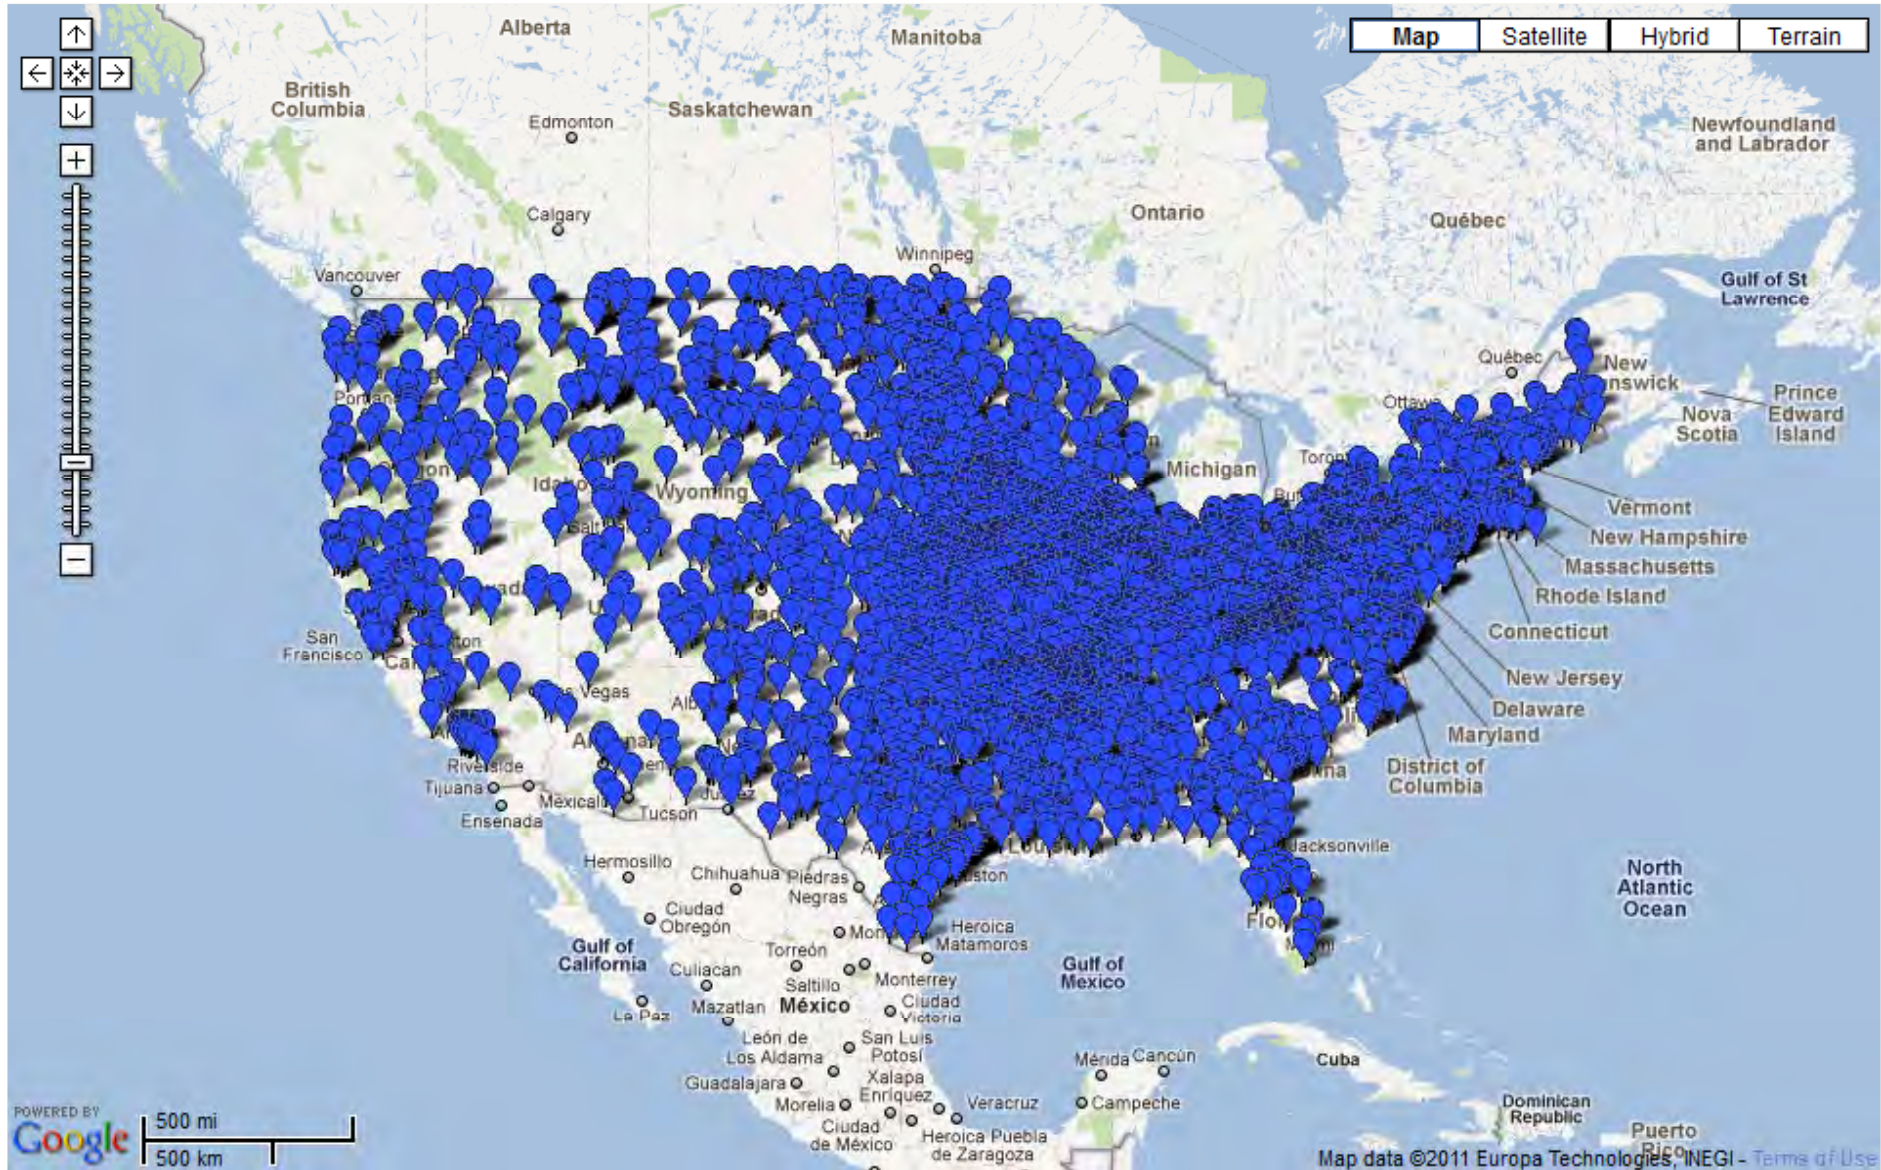 Alberta
Manitoba
Map
Satellite
Hybrid
Terrain
British
Columbia
Saskatchewan
Edmonton
Newfoundland
and Labrador
Calgary
Ontario
Québec
Winnipeg
Vancouver
Gulf of St
Lawrence
Québec
New
nswick
Prince
Edward
Island
Nova
Scotia
Ottawa
Michigan
Wyoming
Vermont
New Hampshire
Massachusetts
Rhode Island
Connecticut
San
Francisco
New Jersey
Delaware
Maryland
District of
Columbia
Vegas
Riverside
Tijuana
Mexicali
Tucson
Ensenada
Jacksonville
Hermosillo
Chihuahua
Piedras
Negras
Ciudad
Obregón
Heroica
Matamoros
North
Atlantic
Ocean
Gulf of
California
Torreón
Culiacan
Saltillo
Monterrey
Gulf of
Mexico
La Paz
Mazatlan
México
Ciudad
Victoria
León de
Los Aldama
San Luis
Potosí
Mérida
Cancún
Cuba
Guadalajara
Xalapa
Enríquez
Morelia
Veracruz
Campeche
Dominican
Republic
Ciudad
de México
Heroica Puebla
de Zaragoza
Puerto
Rico
POWERED BY
Google
500 mi
500 km
Map data ©2011 Europa Technologies, INEGI - Terms of Use